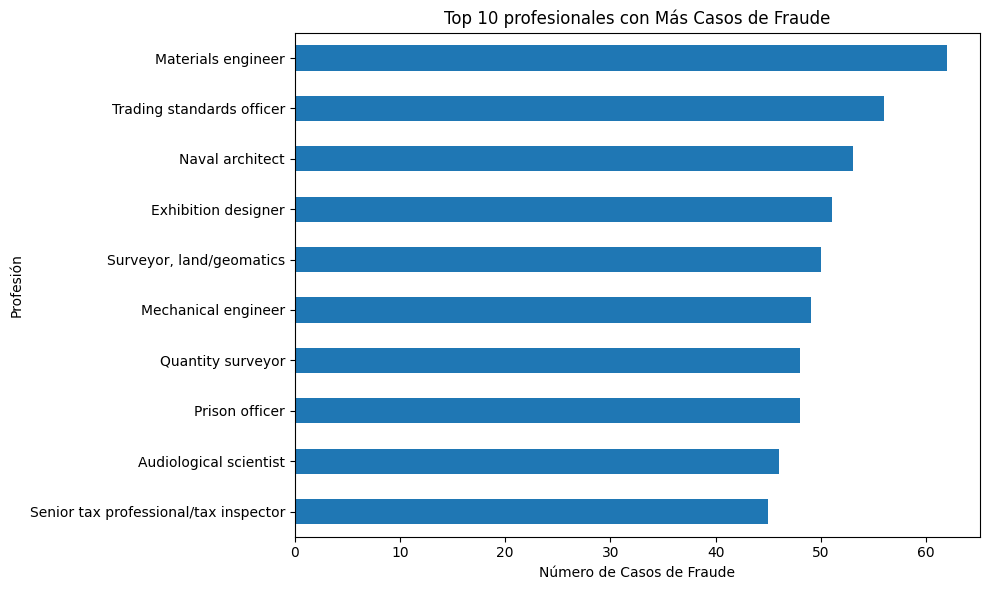 Top 10 profesionales con Más Casos de Fraude
Profesión
Materials engineer
Trading standards officer
Naval architect
Exhibition designer
Surveyor, land/geomatics
Mechanical engineer
Quantity surveyor
Prison officer
Audiological scientist
Senior tax professional/tax inspector
0 10 20 30 40 50 60
Número de Casos de Fraude